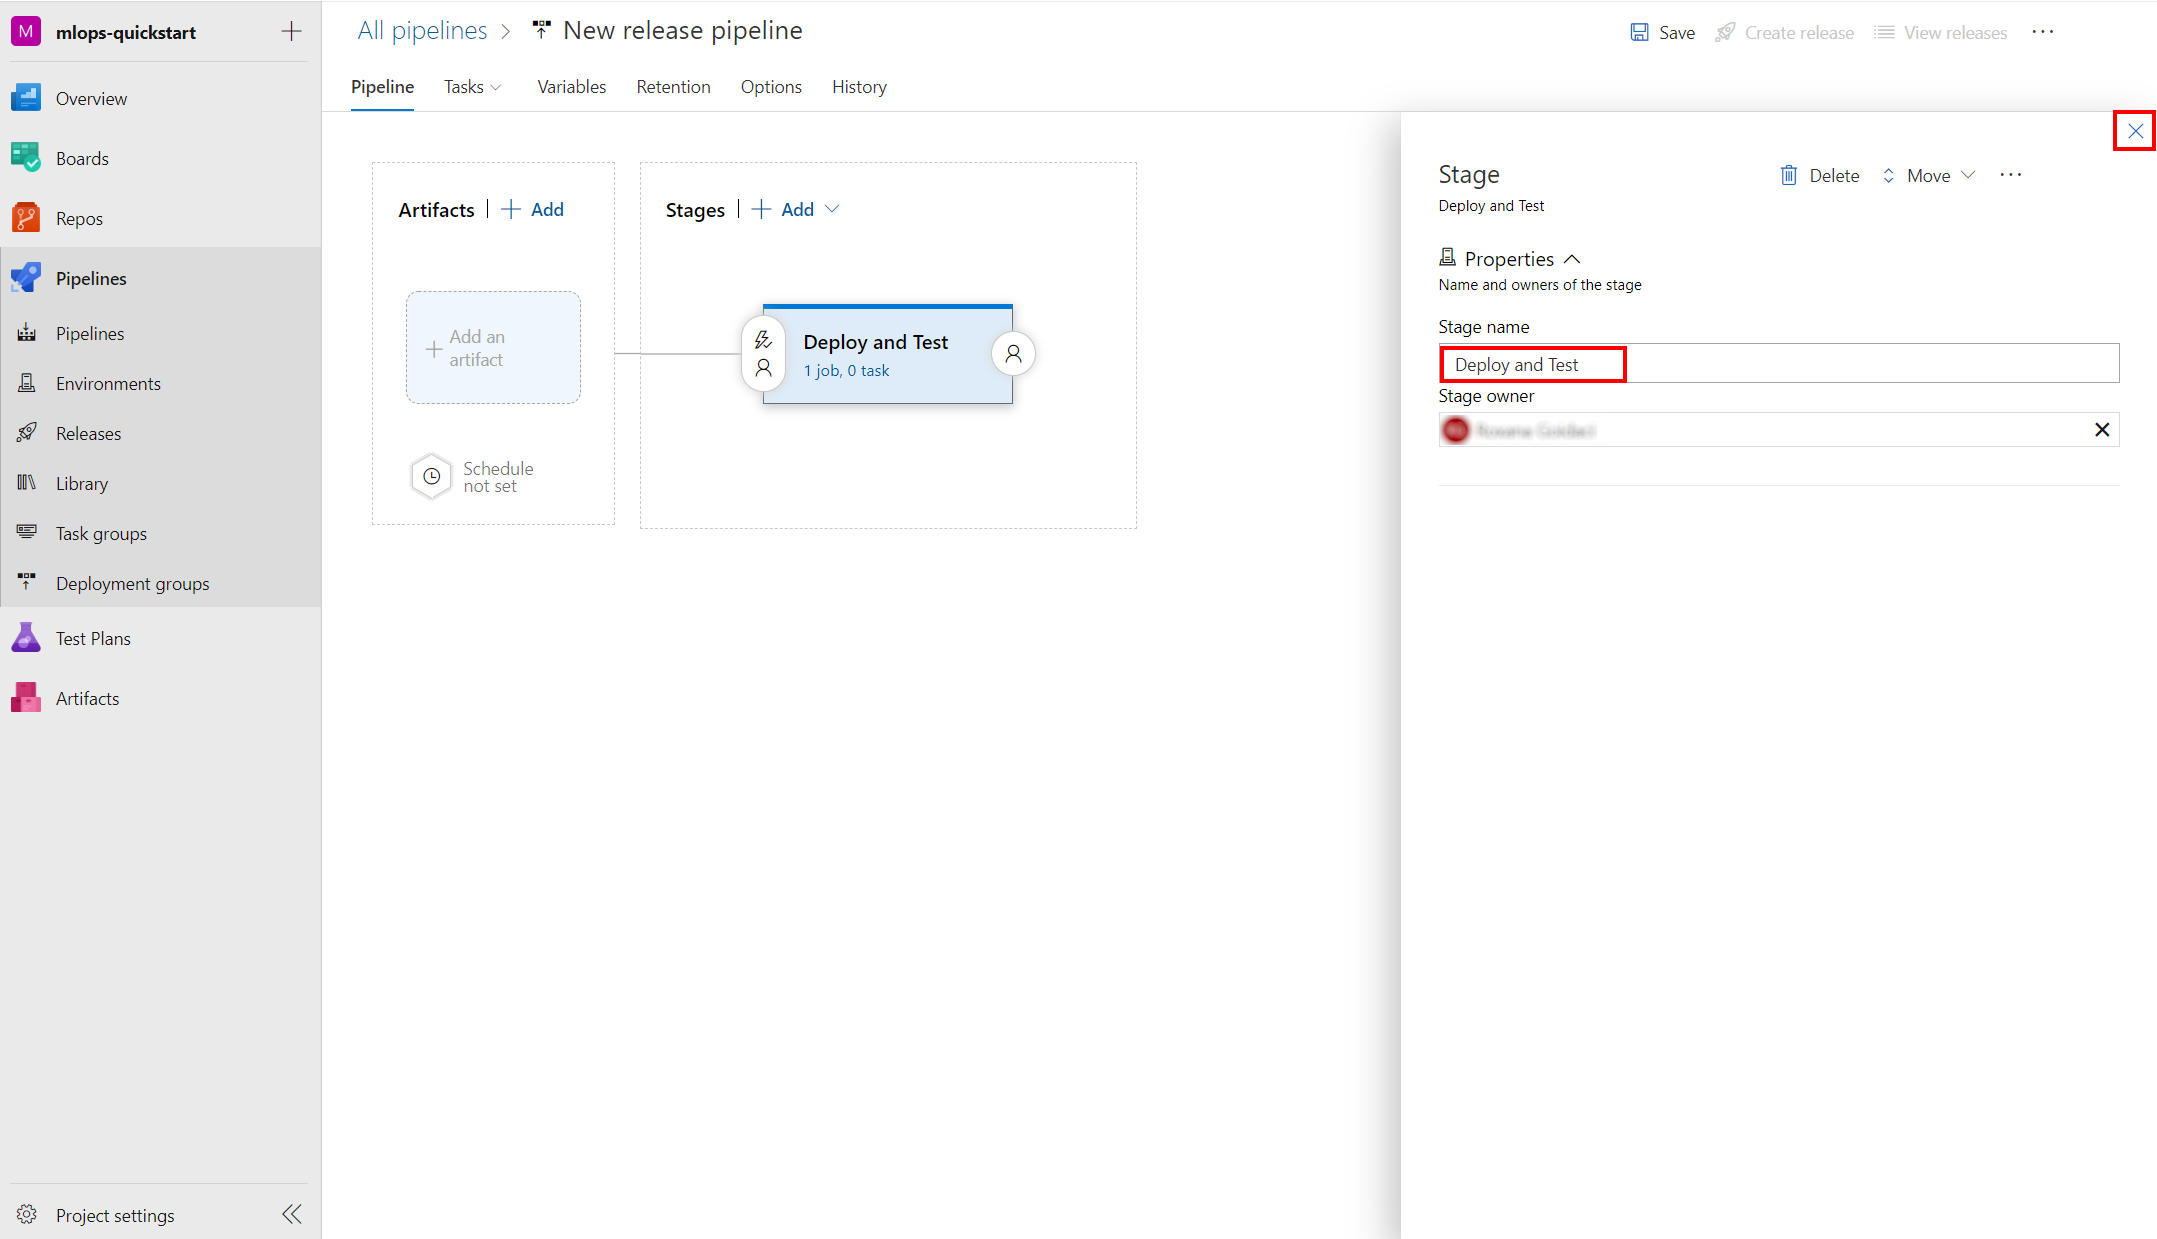 M mlops-quickstart
Overview
Boards
Repos
Pipelines
Pipelines
Environments
Releases
Library
Task groups
Deployment groups
Test Plans
Artifacts
Project settings
All pipelines > New release pipeline
Save Create release View releases ...
Pipeline Tasks Variables Retention Options History
Artifacts | + Add
Add an
artifact
Schedule
not set
Stages | + Add
Deploy and Test
1 job, 0 task
Stage
Delete Move ...
Deploy and Test
Properties
Name and owners of the stage
Stage name
Deploy and Test
Stage owner